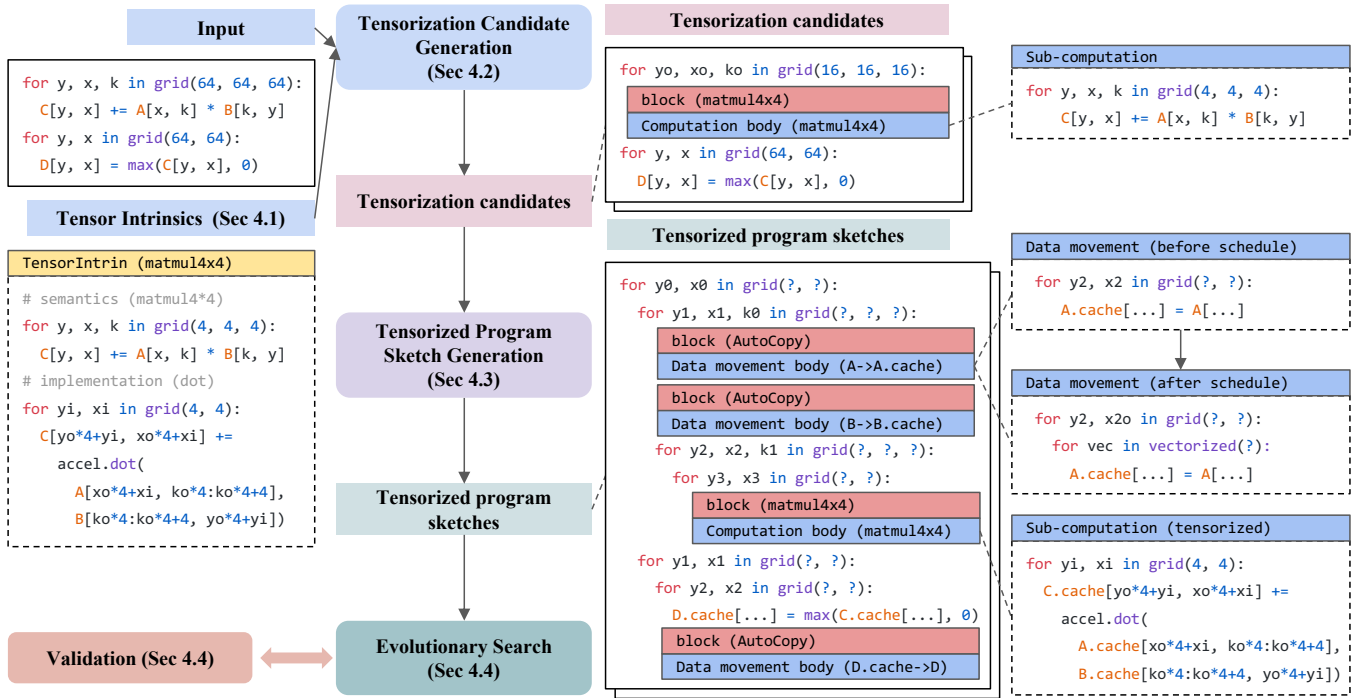 Input
for y, x, k in grid(64, 64, 64):
C[y, x] += A[x, k] * B[k, y]
for y, x in grid(64, 64):
D[y, x] = max(C[y, x], 0)
Tensor Intrinsics (Sec 4.1)
TensorIntrin (matmul4x4)
# semantics (matmul4*4)
for y, x, k in grid(4, 4, 4):
C[y, x] += A[x, k] * B[k, y]
# implementation (dot)
for yi, xi in grid(4, 4):
C[yo*4+yi, xo*4+xi] +=
accel.dot(
A[xo*4+xi, ko*4:ko*4+4],
B[ko*4:ko*4+4, yo*4+yi])
Validation (Sec 4.4)
Tensorization Candidate
Generation
(Sec 4.2)
Tensorization candidates
Tensorized Program
Sketch Generation
(Sec 4.3)
Tensorized program
sketches
Evolutionary Search
(Sec 4.4)
Tensorization candidates
for yo, xo, ko in grid(16, 16, 16):
block (matmul4x4)
Computation body (matmul4x4)
for y, x in grid(64, 64):
D[y, x] = max(C[y, x], 0)
Sub-computation
for y, x, k in grid(4, 4, 4):
C[y, x] += A[x, k] * B[k, y]
Tensorized program sketches
for y0, x0 in grid(?, ?):
for y1, x1, k0 in grid(?, ?, ?):
block (AutoCopy)
Data movement body (A->A.cache)
block (AutoCopy)
Data movement body (B->B.cache)
for y2, x2, k1 in grid(?, ?, ?):
for y3, x3 in grid(?, ?):
block (matmul4x4)
Computation body (matmul4x4)
for y1, x1 in grid(?, ?):
for y2, x2 in grid(?, ?):
D.cache[...] = max(C.cache[...], 0)
block (AutoCopy)
Data movement body (D.cache->D)
Data movement (before schedule)
for y2, x2 in grid(?, ?):
A.cache[...] = A[...]
Data movement (after schedule)
for y2, x2o in grid(?, ?):
for vec in vectorized(?):
A.cache[...] = A[...]
Sub-computation (tensorized)
for yi, xi in grid(4, 4):
C.cache[yo*4+yi, xo*4+xi] +=
accel.dot(
A.cache[xo*4+xi, ko*4:ko*4+4],
B.cache[ko*4:ko*4+4, yo*4+yi])